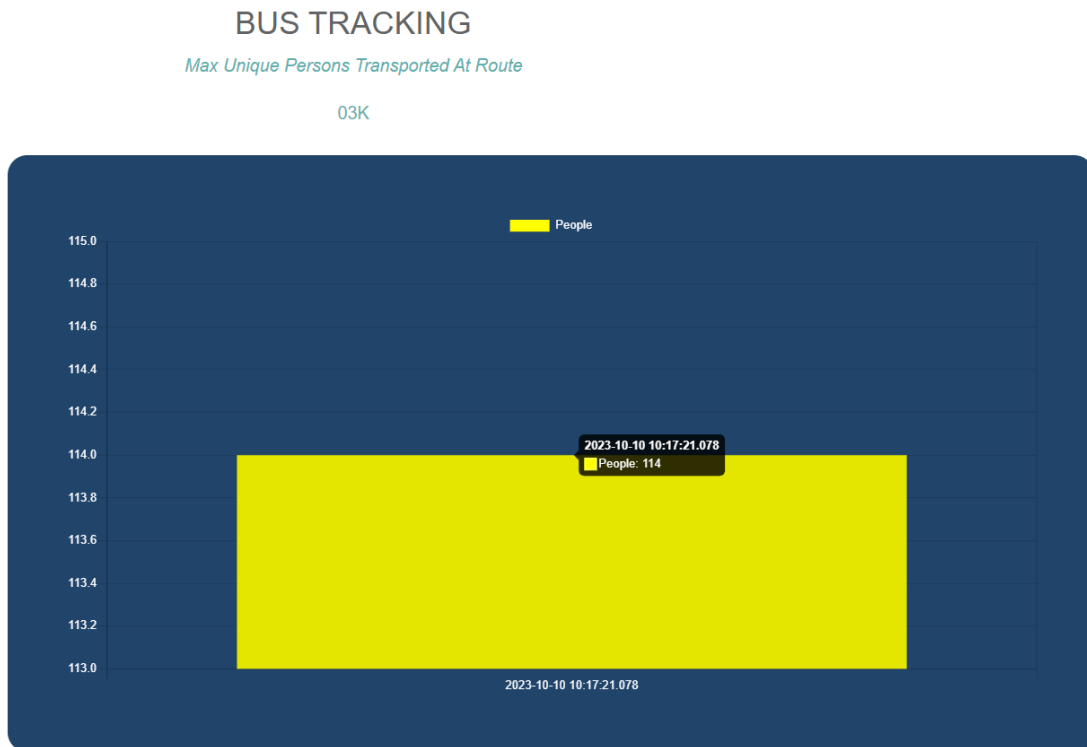 BUS TRACKING
Max Unique Persons Transported At Route
03K
People
115.0
114.8
114.6
114.4
114.2
114.0
2023-10-10 10:17:21.078
People: 114
113.8
113.6
113.4
113.2
113.0
2023-10-10 10:17:21.078